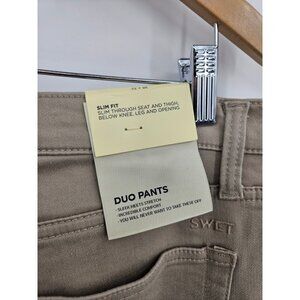 SLIM FIT
SLIM THROUGH SEAT AND THIGH,
BELOW KNEE, LEG AND OPENING
DUO PANTS
- SUPER MEETS STRETCH
- INCREDIBLE COMFORT
- YOU WILL NEVER WANT TO TAKE THESE OFF
SWET